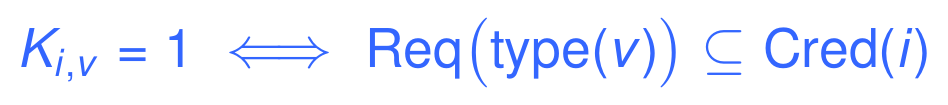 K_{i,v} = 1 ⟺ Req(type(v)) ⊆ Cred(i)